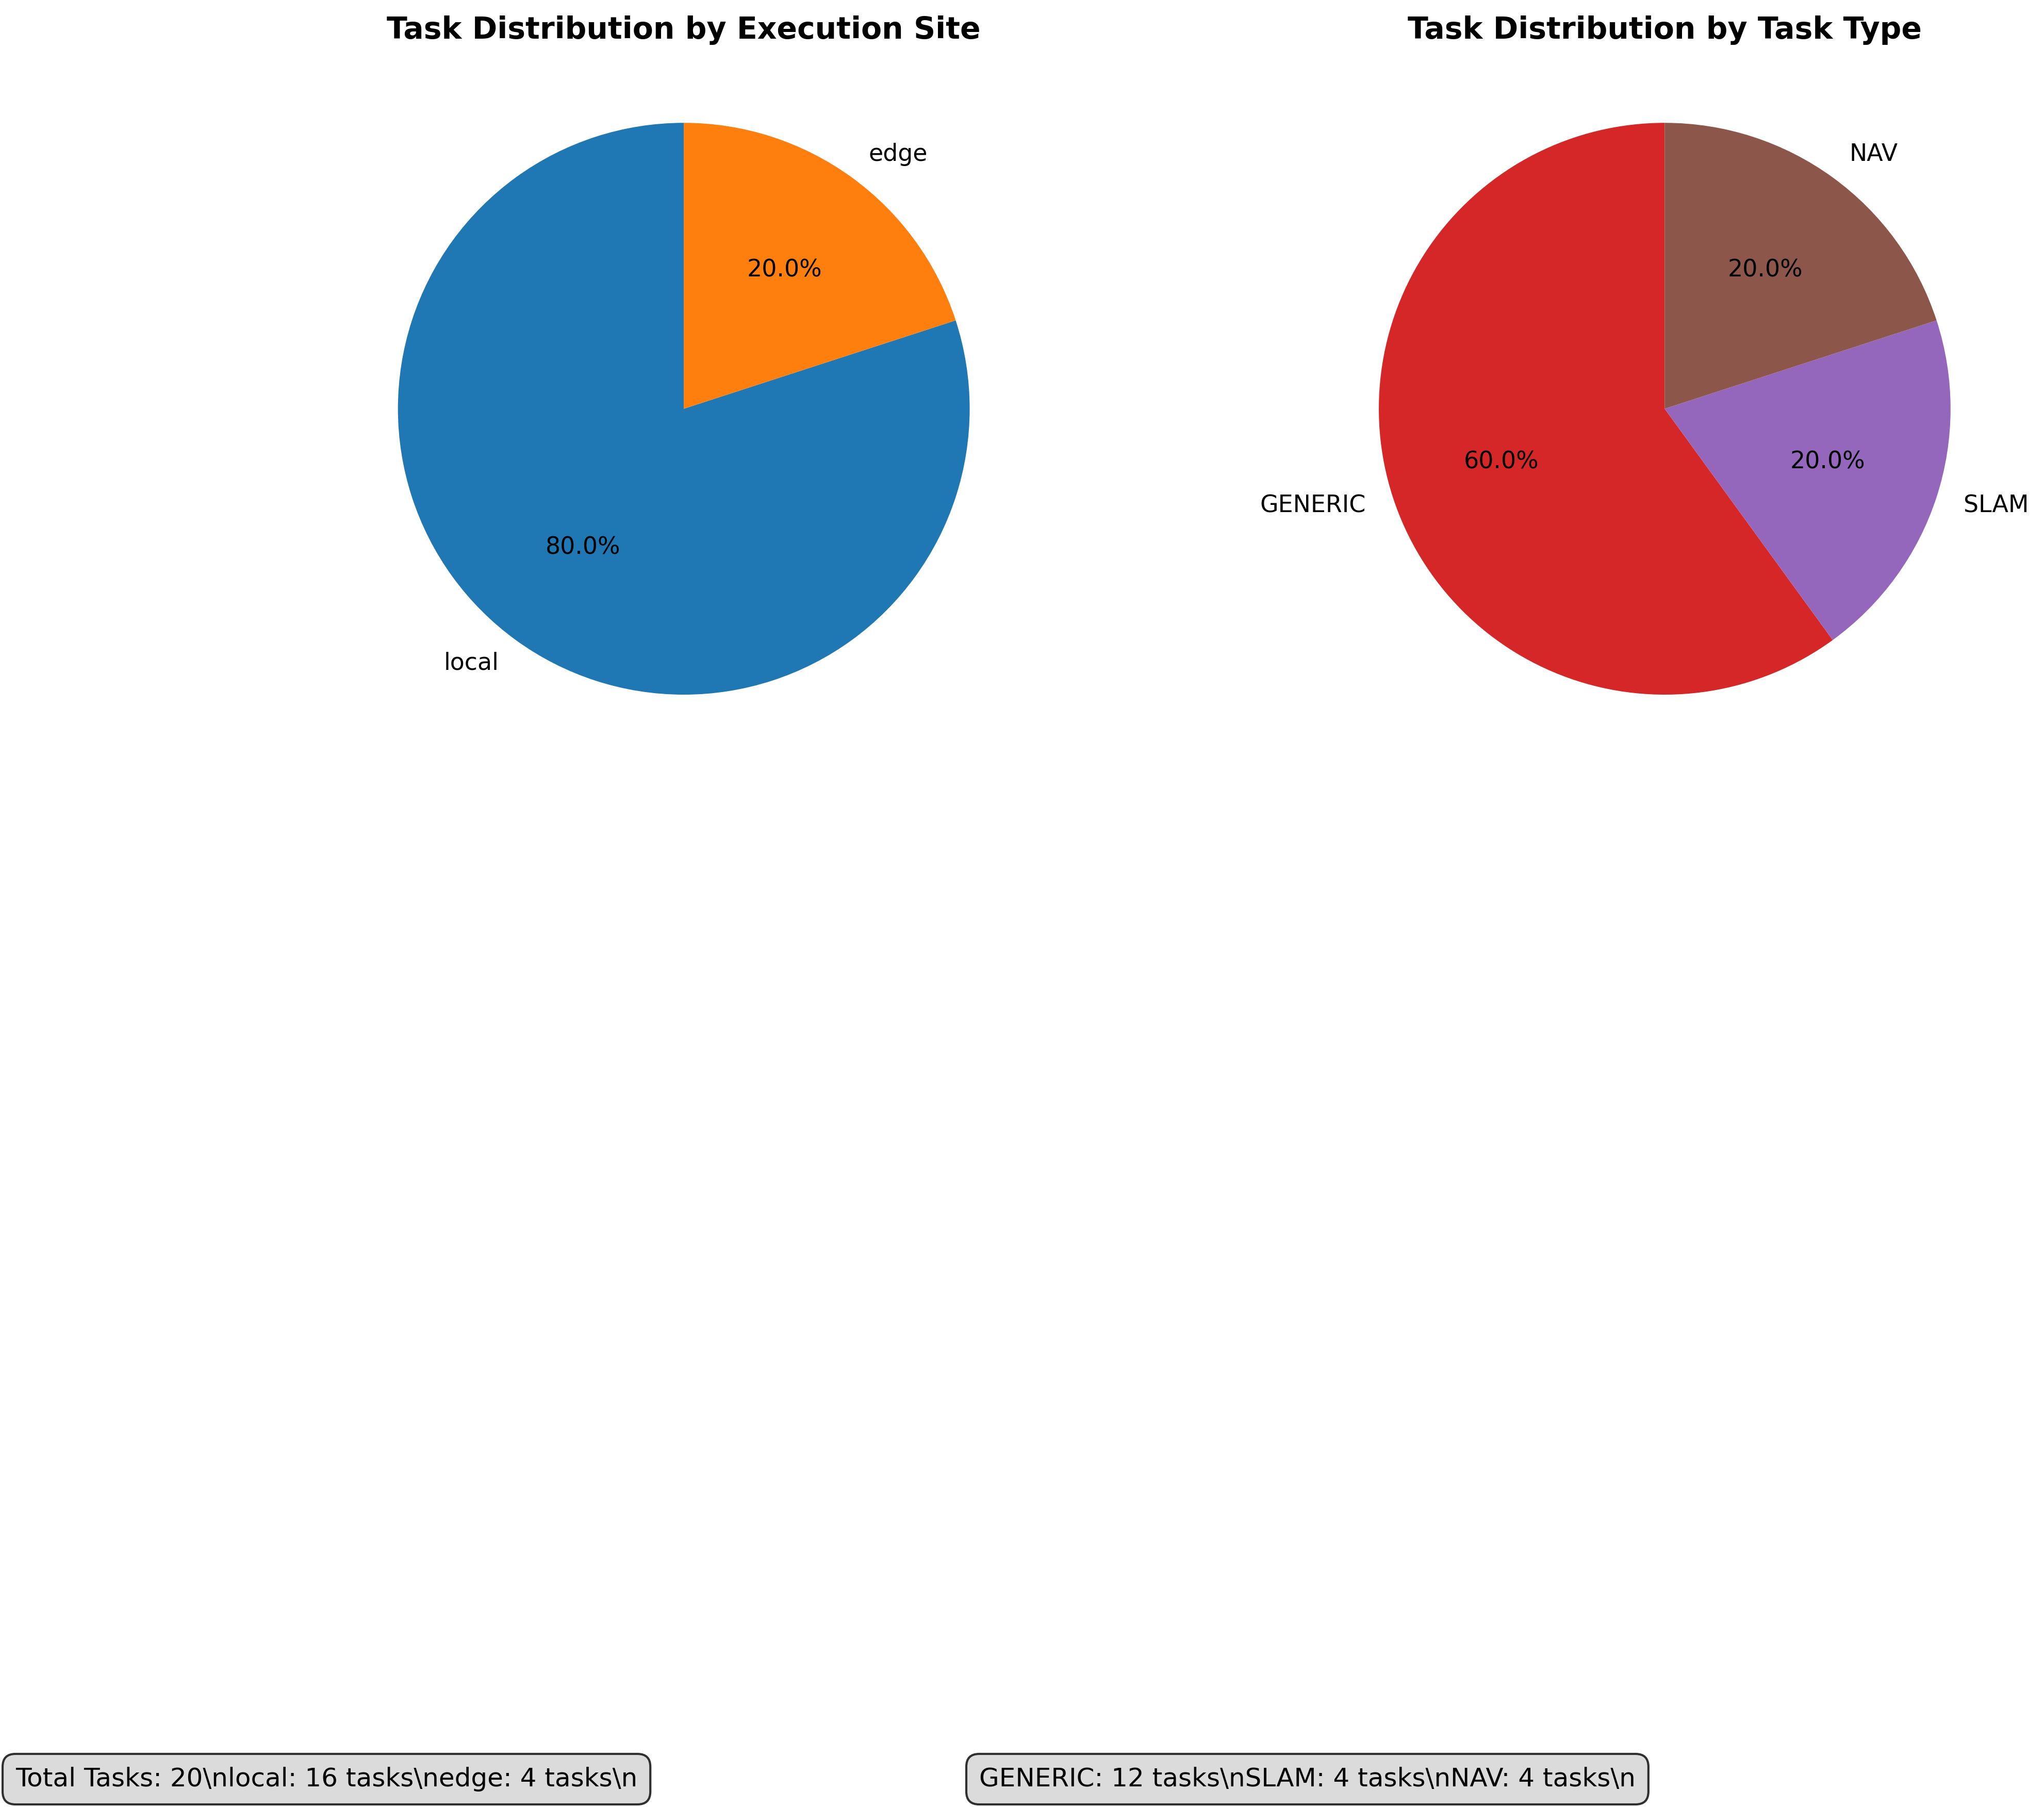 Task Distribution by Execution Site
Task Distribution by Task Type
edge
20.0%
80.0%
local
NAV
20.0%
60.0%
20.0%
GENERIC
SLAM
Total Tasks: 20\nlocal: 16 tasks\nedge: 4 tasks\n
GENERIC: 12 tasks\nSLAM: 4 tasks\nNAV: 4 tasks\n